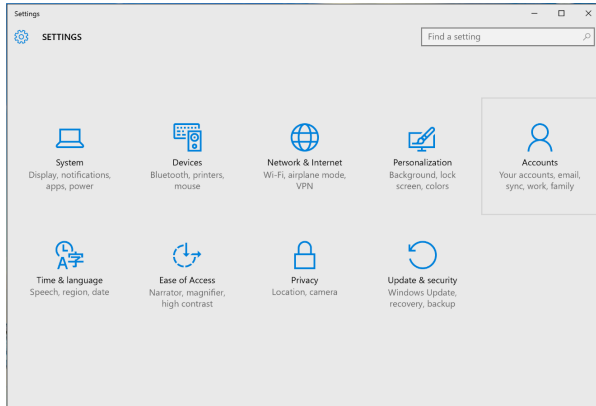 Settings
SETTINGS
Find a setting
System
Display, notifications,
apps, power
Devices
Bluetooth, printers,
mouse
Network & Internet
Wi-Fi, airplane mode,
VPN
Personalization
Background, lock
screen, colors
Accounts
Your accounts, email,
sync, work, family
A字
Time & language
Speech, region, date
Ease of Access
Narrator, magnifier,
high contrast
Privacy
Location, camera
Update & security
Windows Update,
recovery, backup